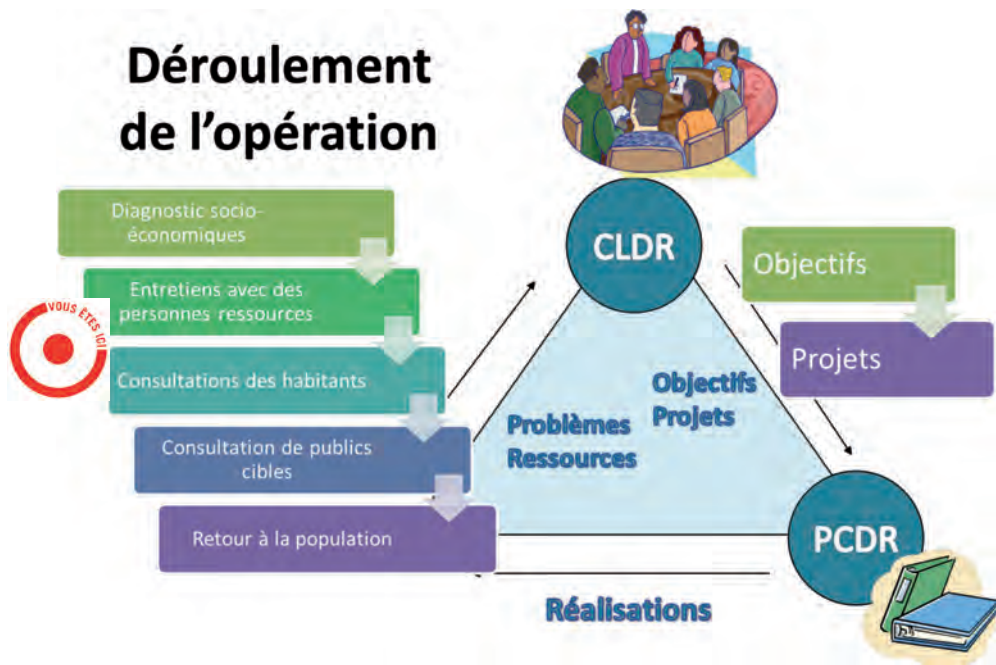 Déroulement
de l’opération
Diagnostic socio-
économiques
Entretiens avec des
personnes ressources
VOUS ÊTES ICI
Consultations des habitants
Consultation de publics
cibles
Retour à la population
CLDR
Problèmes
Ressources
Objectifs
Projets
Objectifs
Projets
PCDR
Réalisations